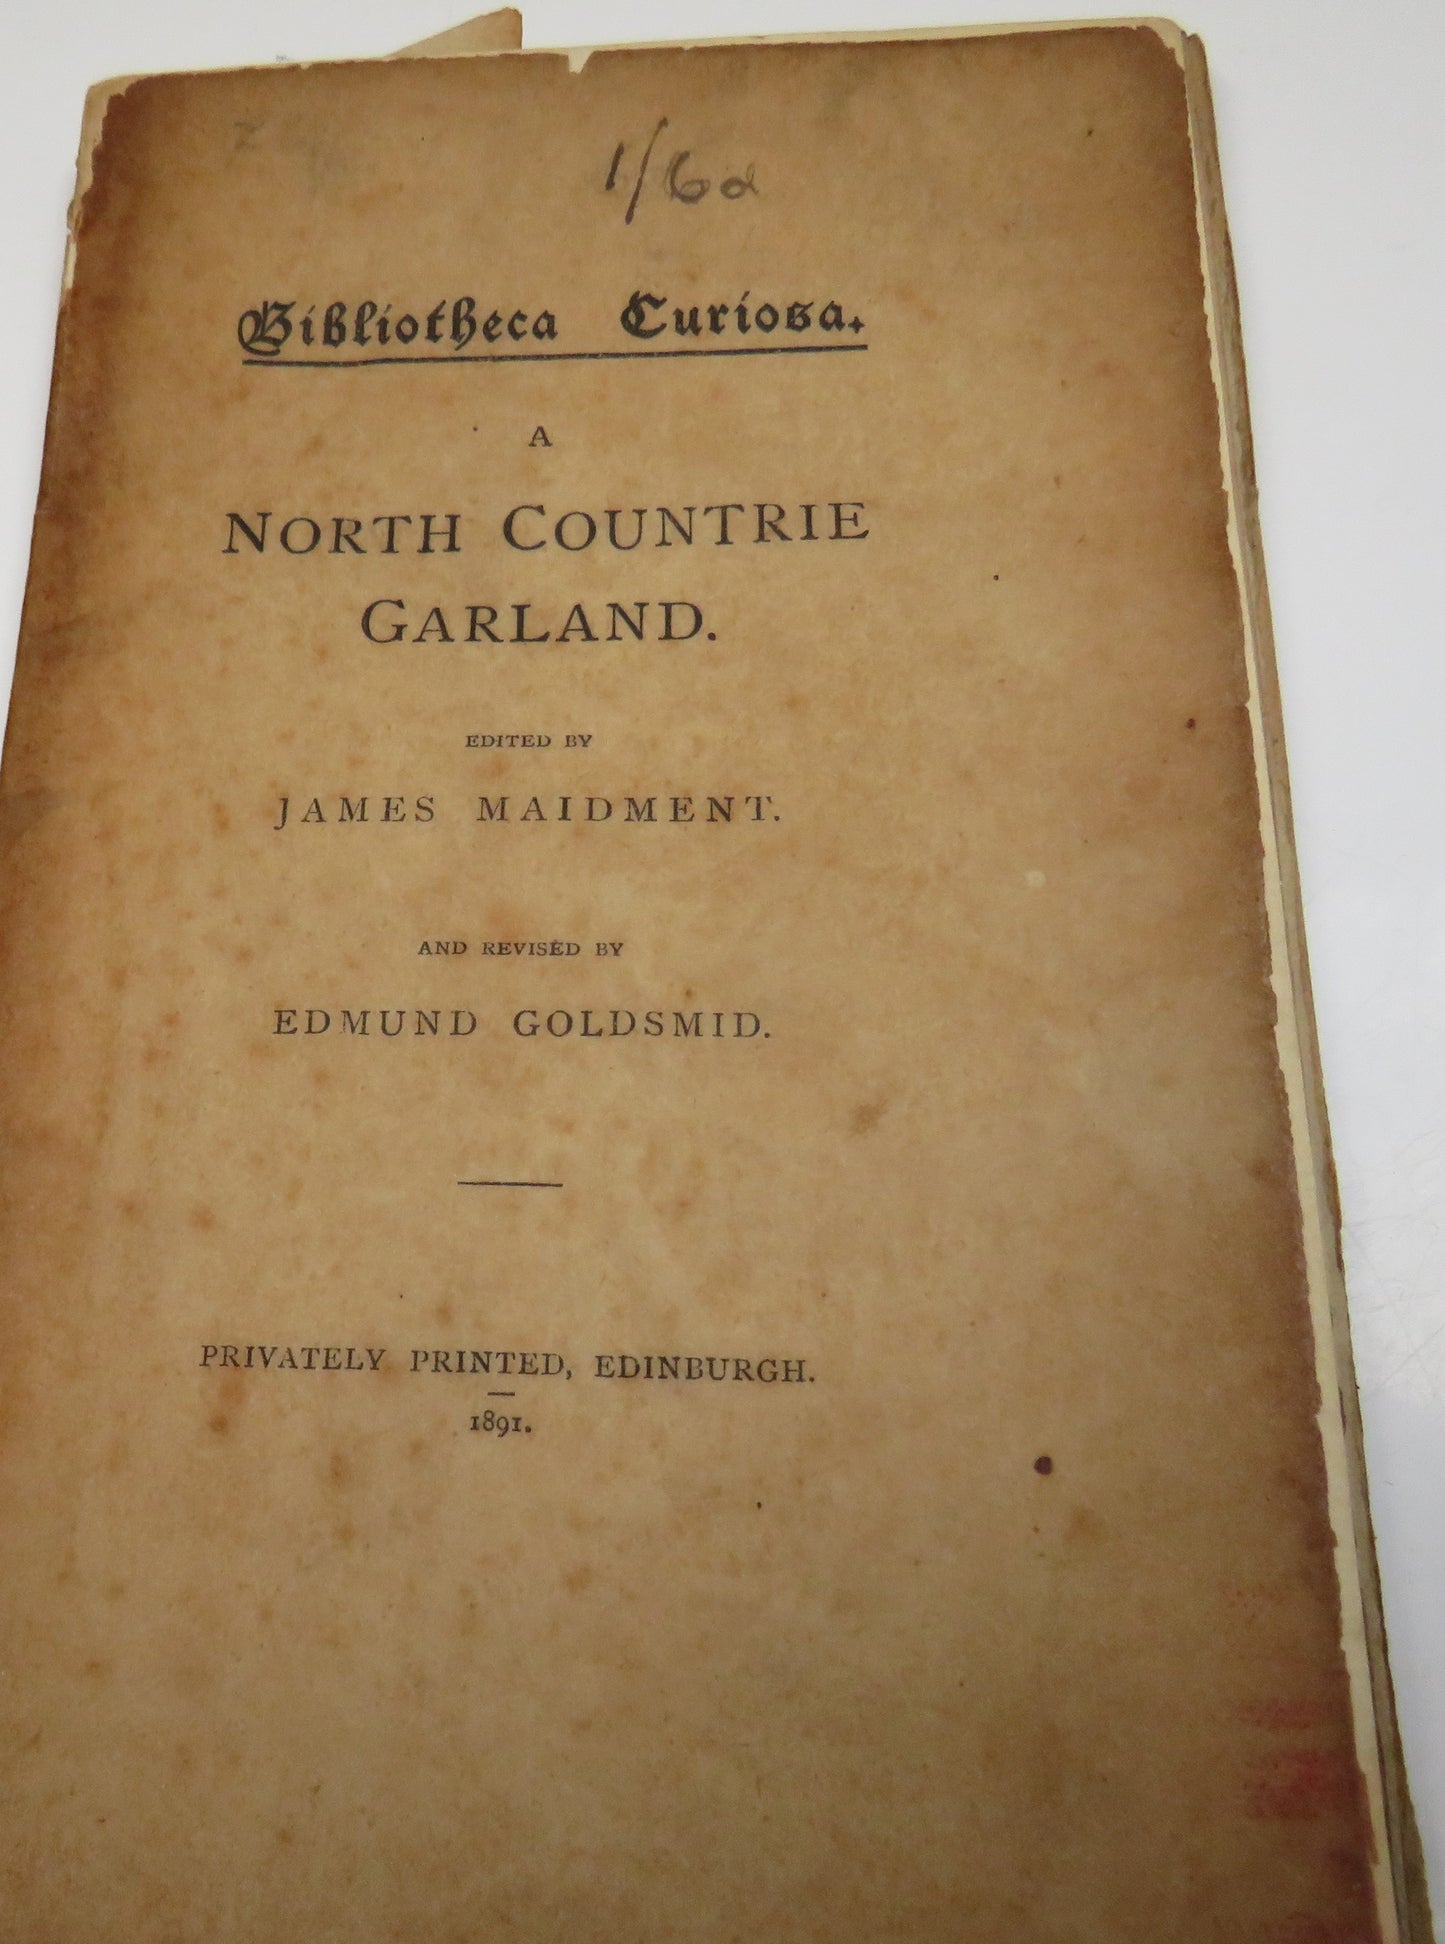 1/6d
Bibliotheca Curiosa.
A
NORTH COUNTRIE
GARLAND.
EDITED BY
JAMES MAIDMENT.
AND REVISED BY
EDMUND GOLDSMID.
PRIVATELY PRINTED, EDINBURGH.
1891.